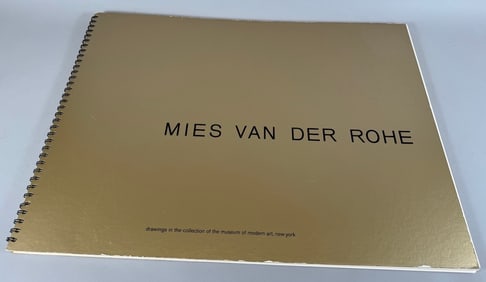 MIES VAN DER ROHE
drawings in the collection of the museum of modern art, new york